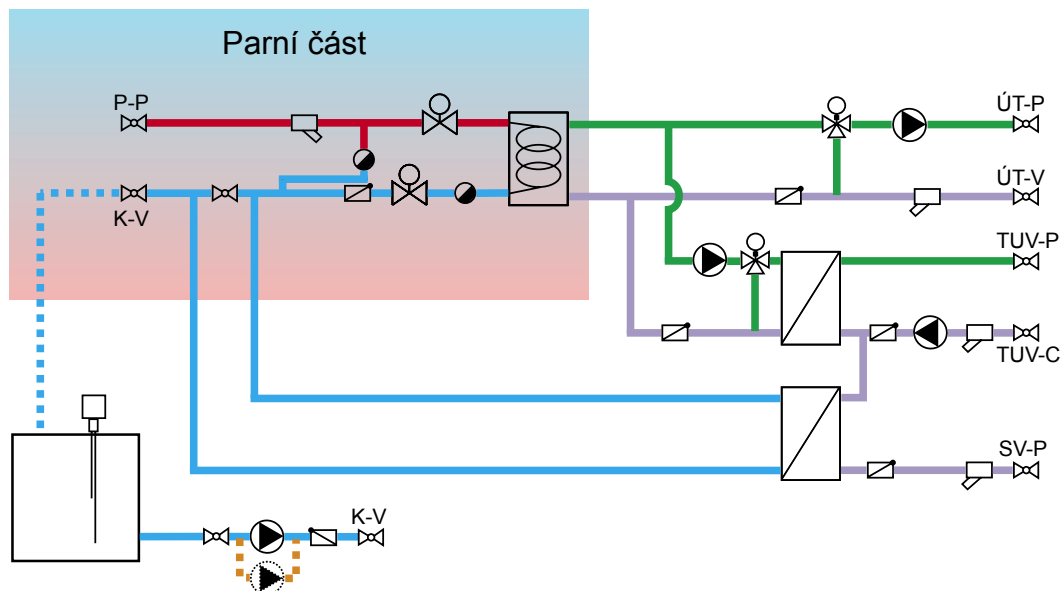 Parní část
P-P
ÚT-P
ÚT-V
K-V
TUV-P
TUV-C
SV-P
K-V